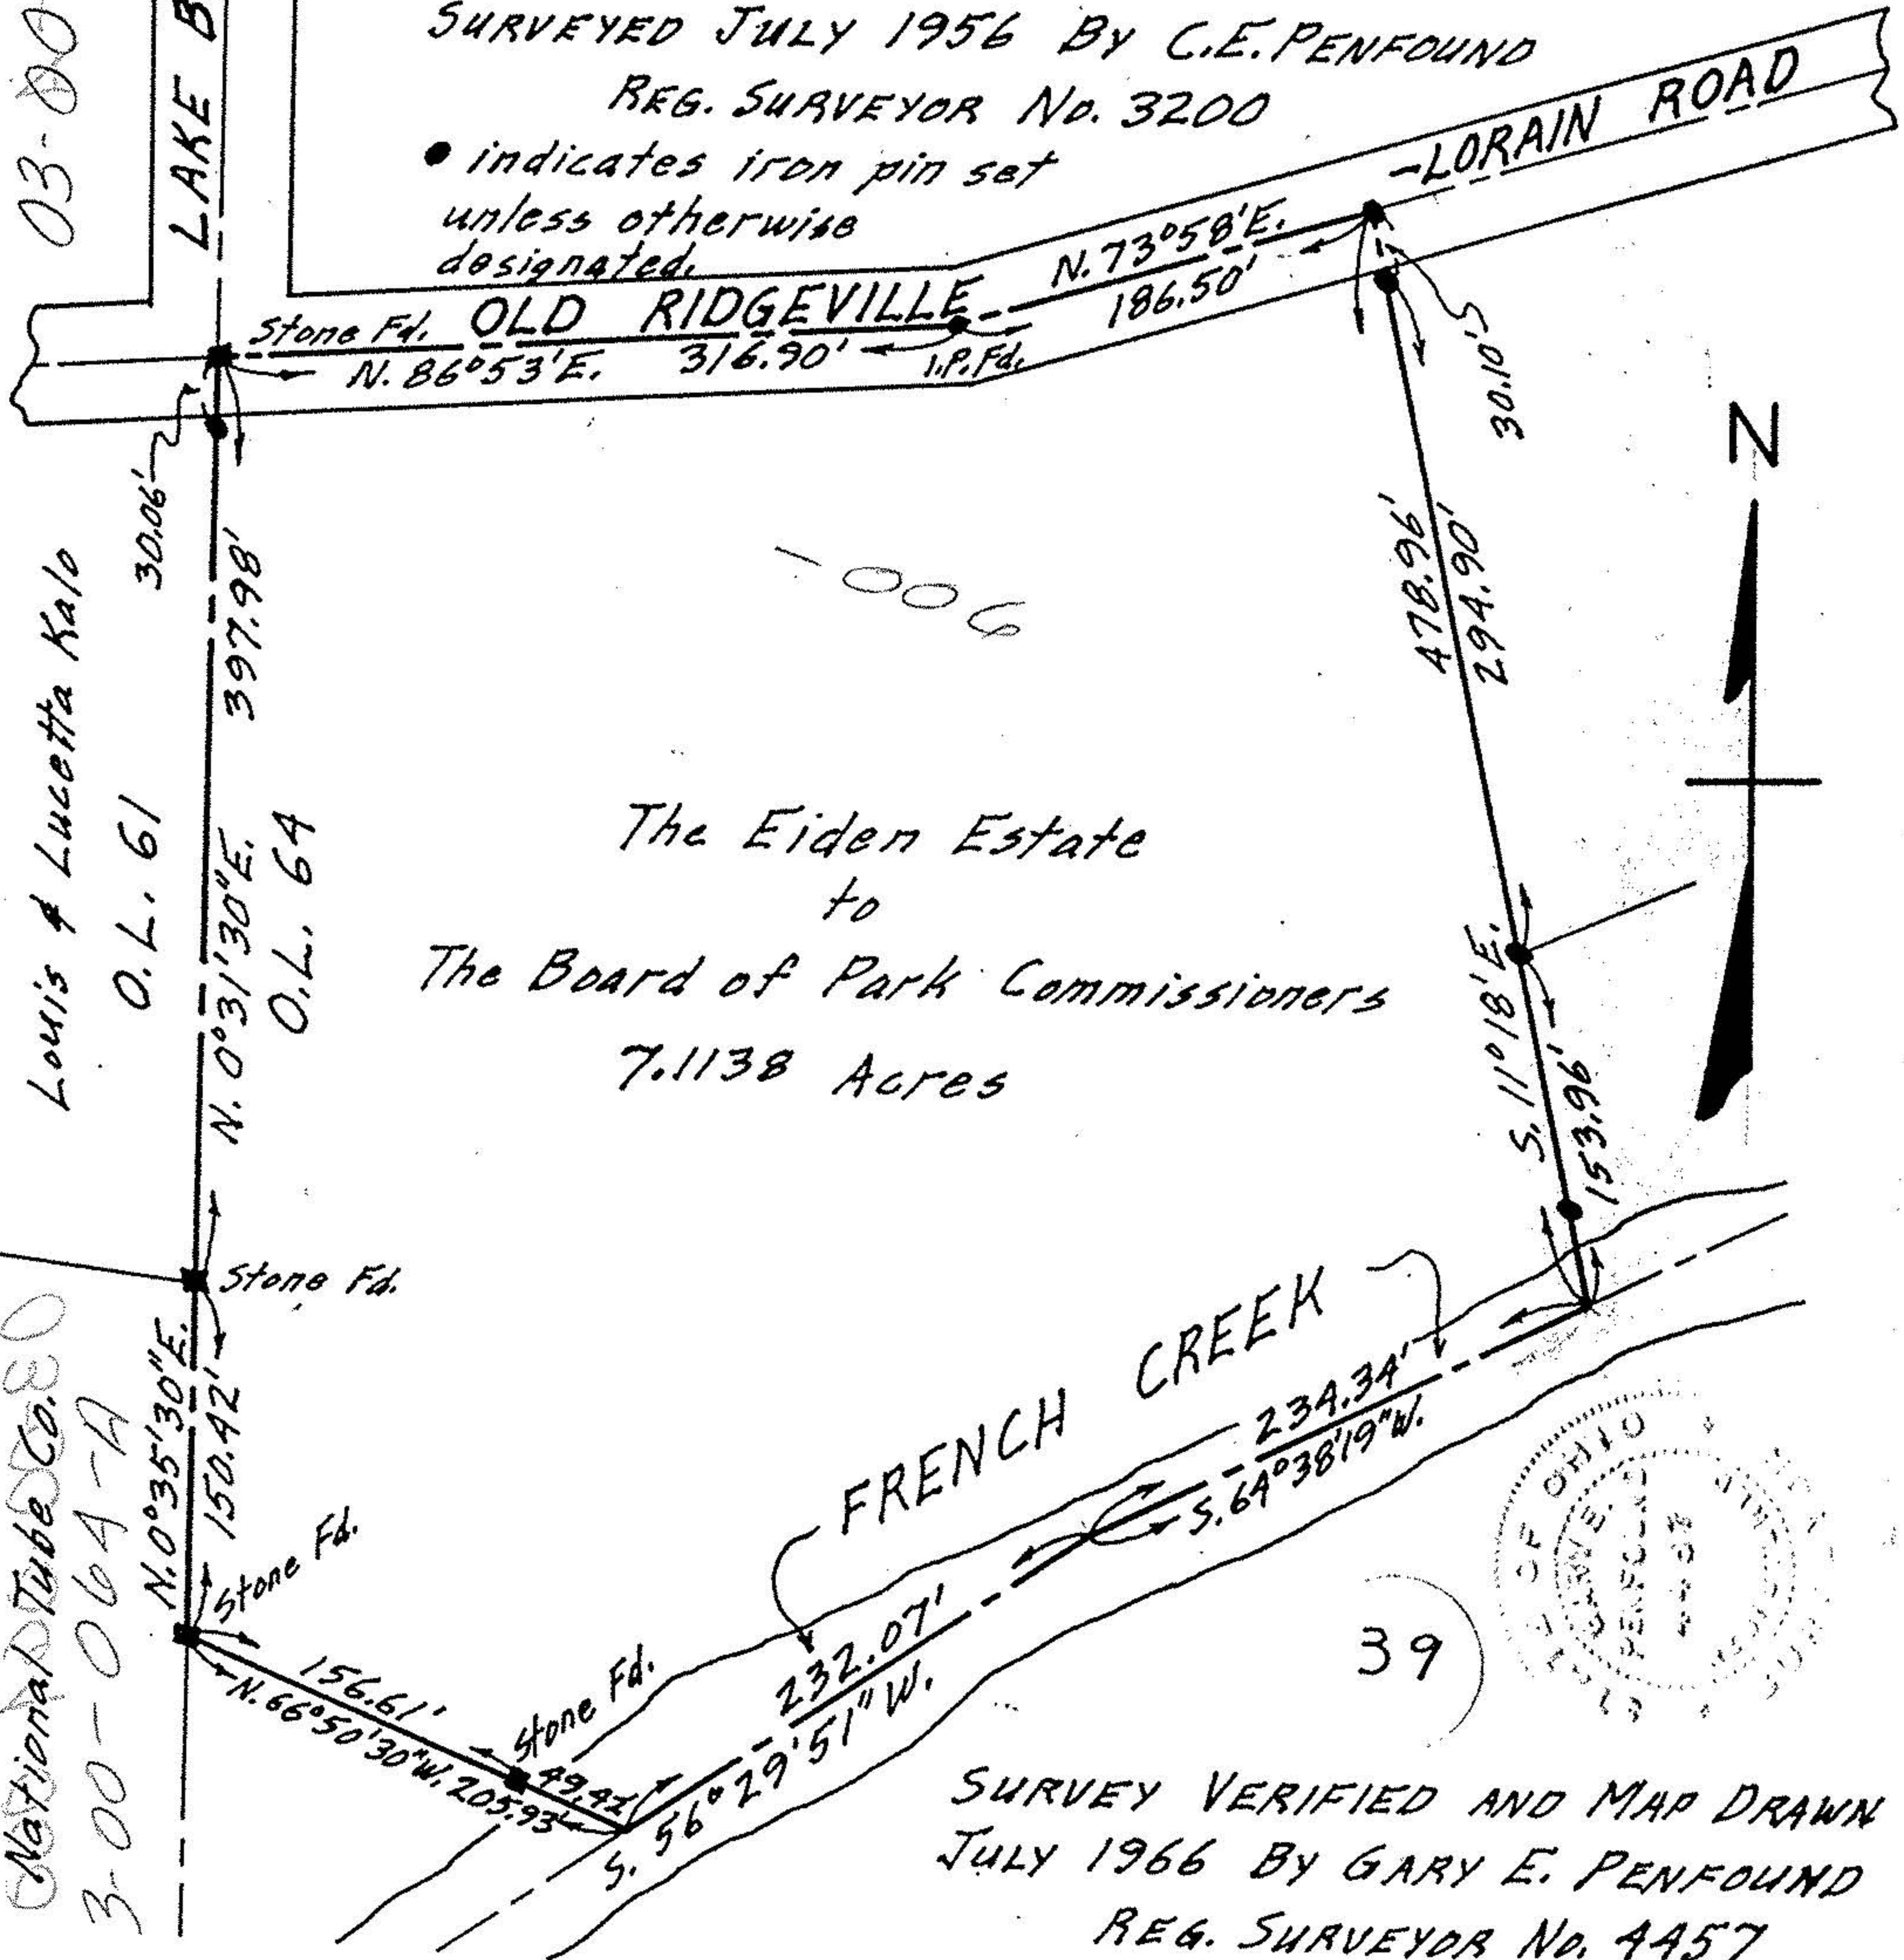 SURVEYED JULY 1956 BY C.E. PENFOUND
REG. SURVEYOR NO. 3200
● indicates iron pin set
unless otherwise
designated.
03-00
LAKE B
-LORAIN ROAD
OLD RIDGEVILLE
Stone Fd.
N. 86°53'E. 316.90'
I.P. Fd.
N. 73°58'E.
186.50'
30.10'S
30.06'
397.98'
N. 0°31'30"E.
O.L. 64
Louis & Lucetta Kalo
O.L. 61
-006
478.96'
294.90'
N
The Eiden Estate
to
The Board of Park Commissioners
7.1138 Acres
S. 11°18'E.
153.96'
Stone Fd.
N. 0°35'30"E.
150.42'
National Tube Co.
3-00-064-A
Stone Fd.
156.61'
N. 66°50'30"W. 205.93'
Stone Fd.
49.42
FRENCH CREEK
234.34'
S. 64°38'19"W.
232.07'
S. 56°29'51"W.
39
OF OHIO
PENFOUND
SURVEY VERIFIED AND MAP DRAWN
JULY 1966 BY GARY E. PENFOUND
REG. SURVEYOR NO. 4457